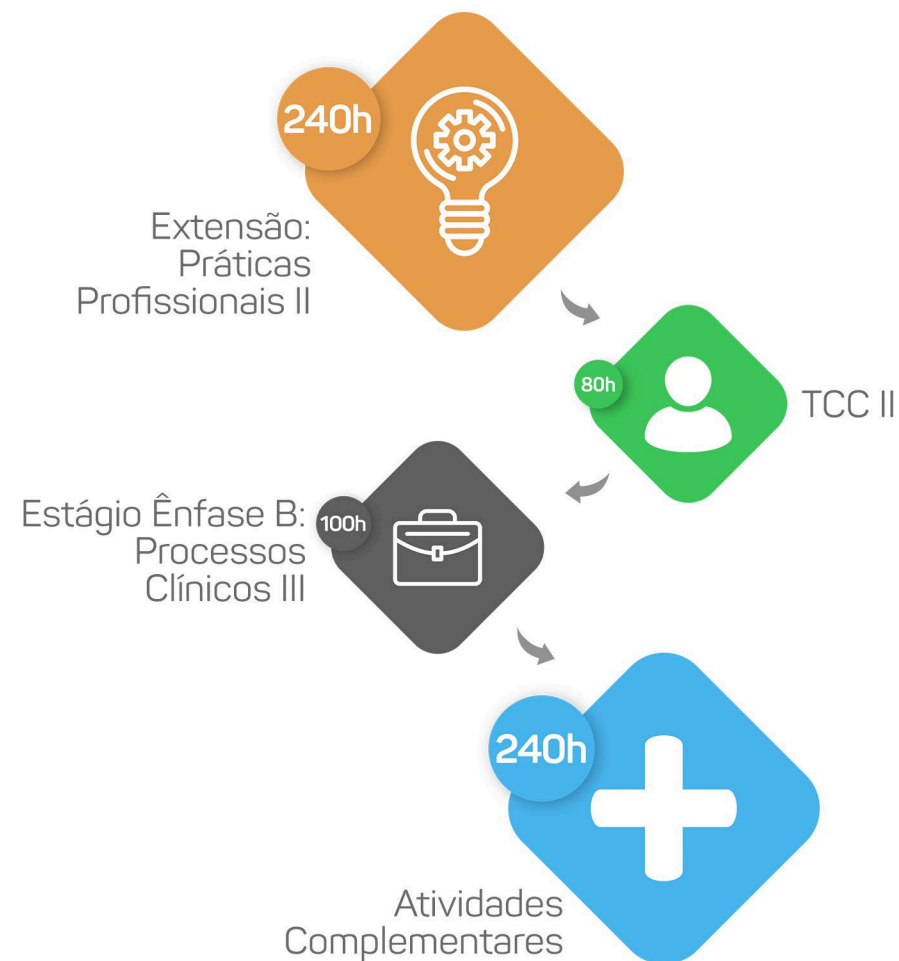 240h
Extensão:
Práticas
Profissionais II
80h
TCC II
Estágio Ênfase B:
Processos
Clínicos III
100h
240h
Atividades
Complementares